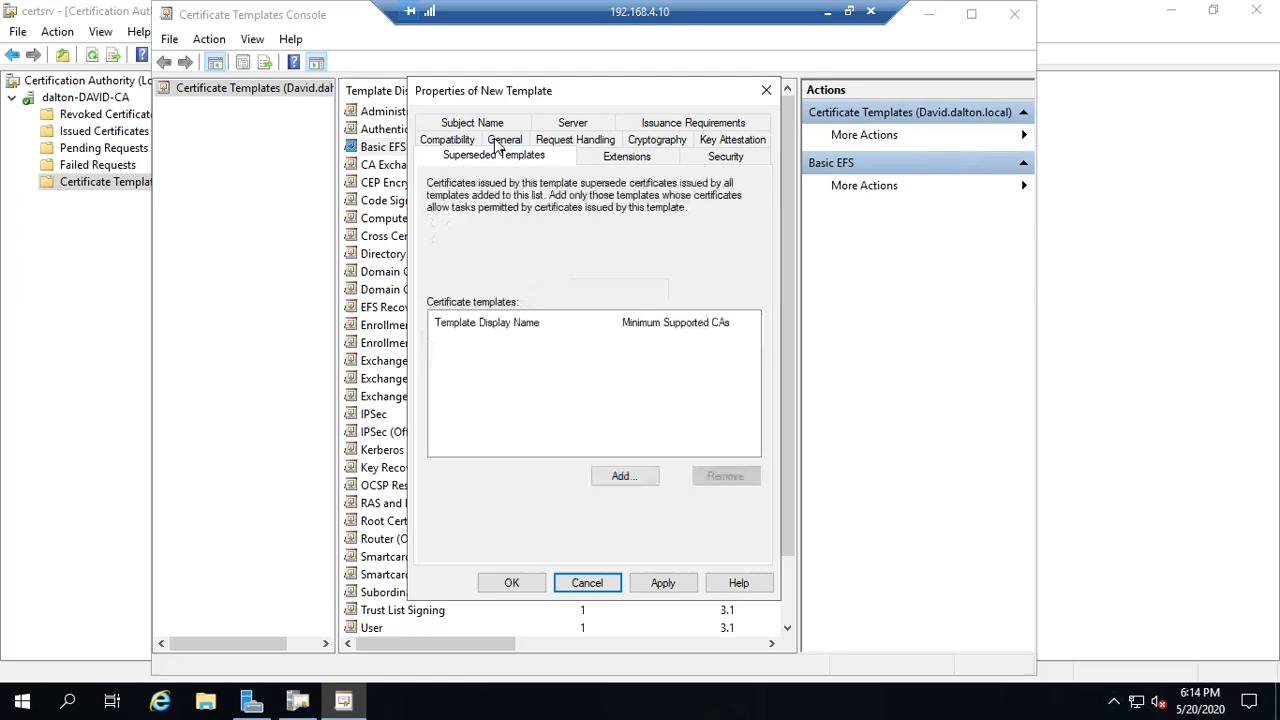 certsrv - [Certification Auth
File Action View Help
Certification Authority (Lo
dalton-DAVID-CA
Revoked Certificate
Issued Certificates
Pending Requests
Failed Requests
Certificate Templat
Certificate Templates Console
192.168.4.10
File Action View Help
Certificate Templates (David.dal
Template Dis
Administ
Authentic
Basic EFS
CA Excha
CEP Encry
Code Sig
Compute
Cross Cer
Directory
Domain C
Domain C
EFS Reco
Enrollme
Enrollme
Exchange
Exchange
Exchange
IPSec
IPSec (Off
Kerberos
Key Reco
OCSP Res
RAS and I
Root Cert
Router (O
Smartcard
Smartcard
Subordina
Trust List Signing 1 3.1
User 1 3.1
Properties of New Template
Subject Name Server Issuance Requirements
Compatibility General Request Handling Cryptography Key Attestation
Superseded Templates Extensions Security
Certificates issued by this template supersede certificates issued by all
templates added to this list. Add only those templates whose certificates
allow tasks permitted by certificates issued by this template.
Certificate templates:
Template Display Name Minimum Supported CAs
Add... Remove
OK Cancel Apply Help
Actions
Certificate Templates (David.dalton.local)
More Actions
Basic EFS
More Actions
6:14 PM
5/20/2020